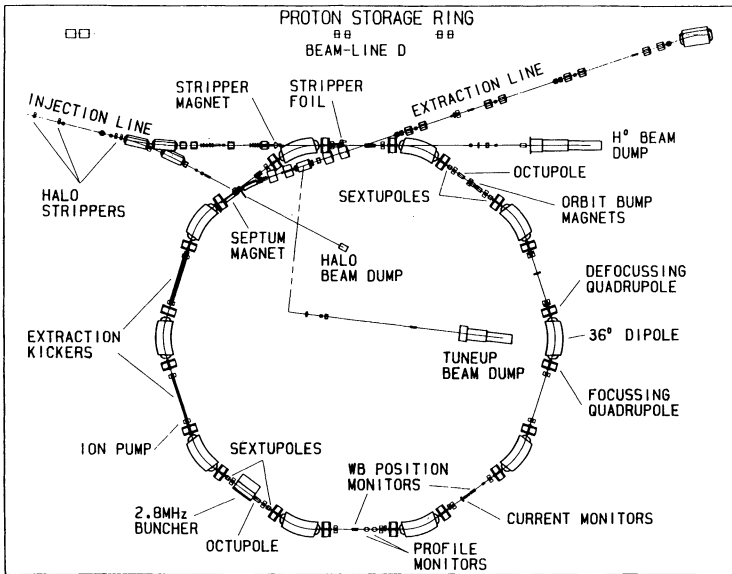 PROTON STORAGE RING
BEAM-LINE D
STRIPPER
MAGNET
STRIPPER
FOIL
EXTRACTION LINE
INJECTION LINE
H° BEAM
DUMP
HALO
STRIPPERS
OCTUPOLE
SEXTUPOLES
ORBIT BUMP
MAGNETS
SEPTUM
MAGNET
HALO
BEAM DUMP
DEFOCUSSING
QUADRUPOLE
EXTRACTION
KICKERS
36° DIPOLE
TUNEUP
BEAM DUMP
FOCUSSING
QUADRUPOLE
ION PUMP
SEXTUPOLES
WB POSITION
MONITORS
2.8MHz
BUNCHER
OCTUPOLE
CURRENT MONITORS
PROFILE
MONITORS